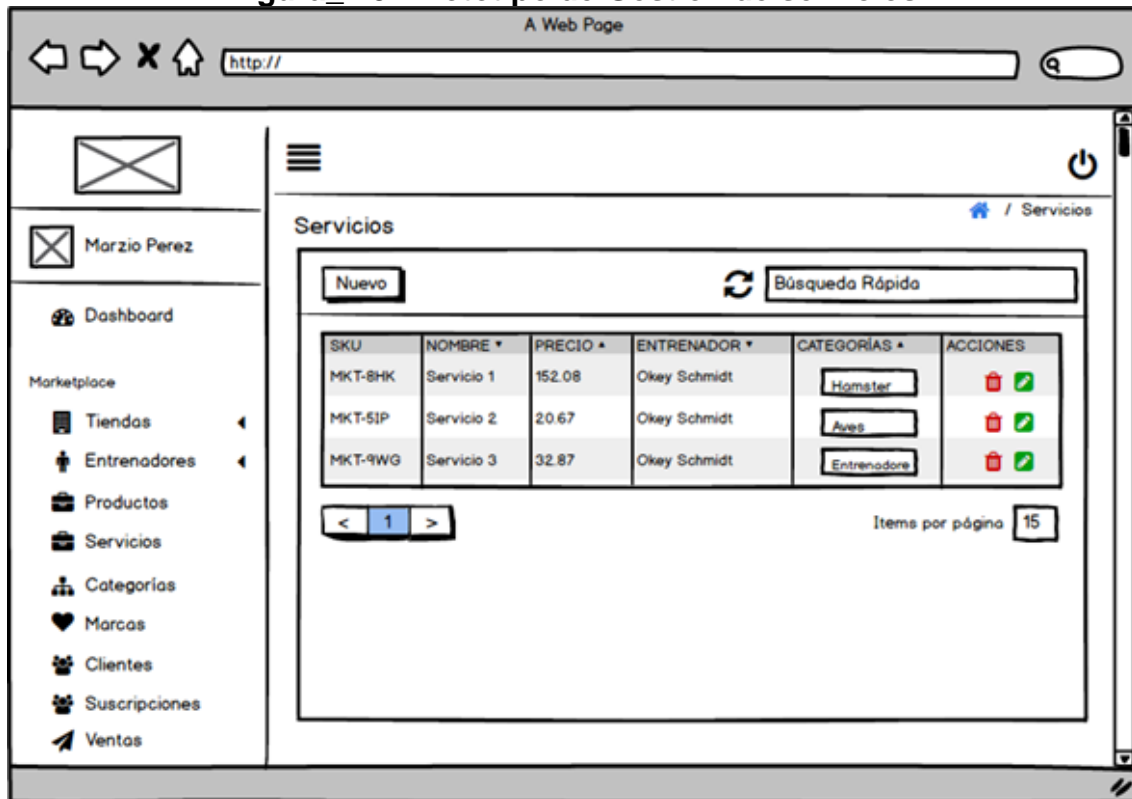 A Web Page
http://
Marzio Perez
Dashboard
Marketplace
Tiendas
Entrenadores
Productos
Servicios
Categorías
Marcas
Clientes
Suscripciones
Ventas
/ Servicios
Servicios
Nuevo
Búsqueda Rápida
SKU NOMBRE PRECIO ENTRENADOR CATEGORÍAS ACCIONES
MKT-8HK Servicio 1 152.08 Okey Schmidt Hamster
MKT-5IP Servicio 2 20.67 Okey Schmidt Aves
MKT-9WG Servicio 3 32.87 Okey Schmidt Entrenadore
< 1 >
Items por página 15